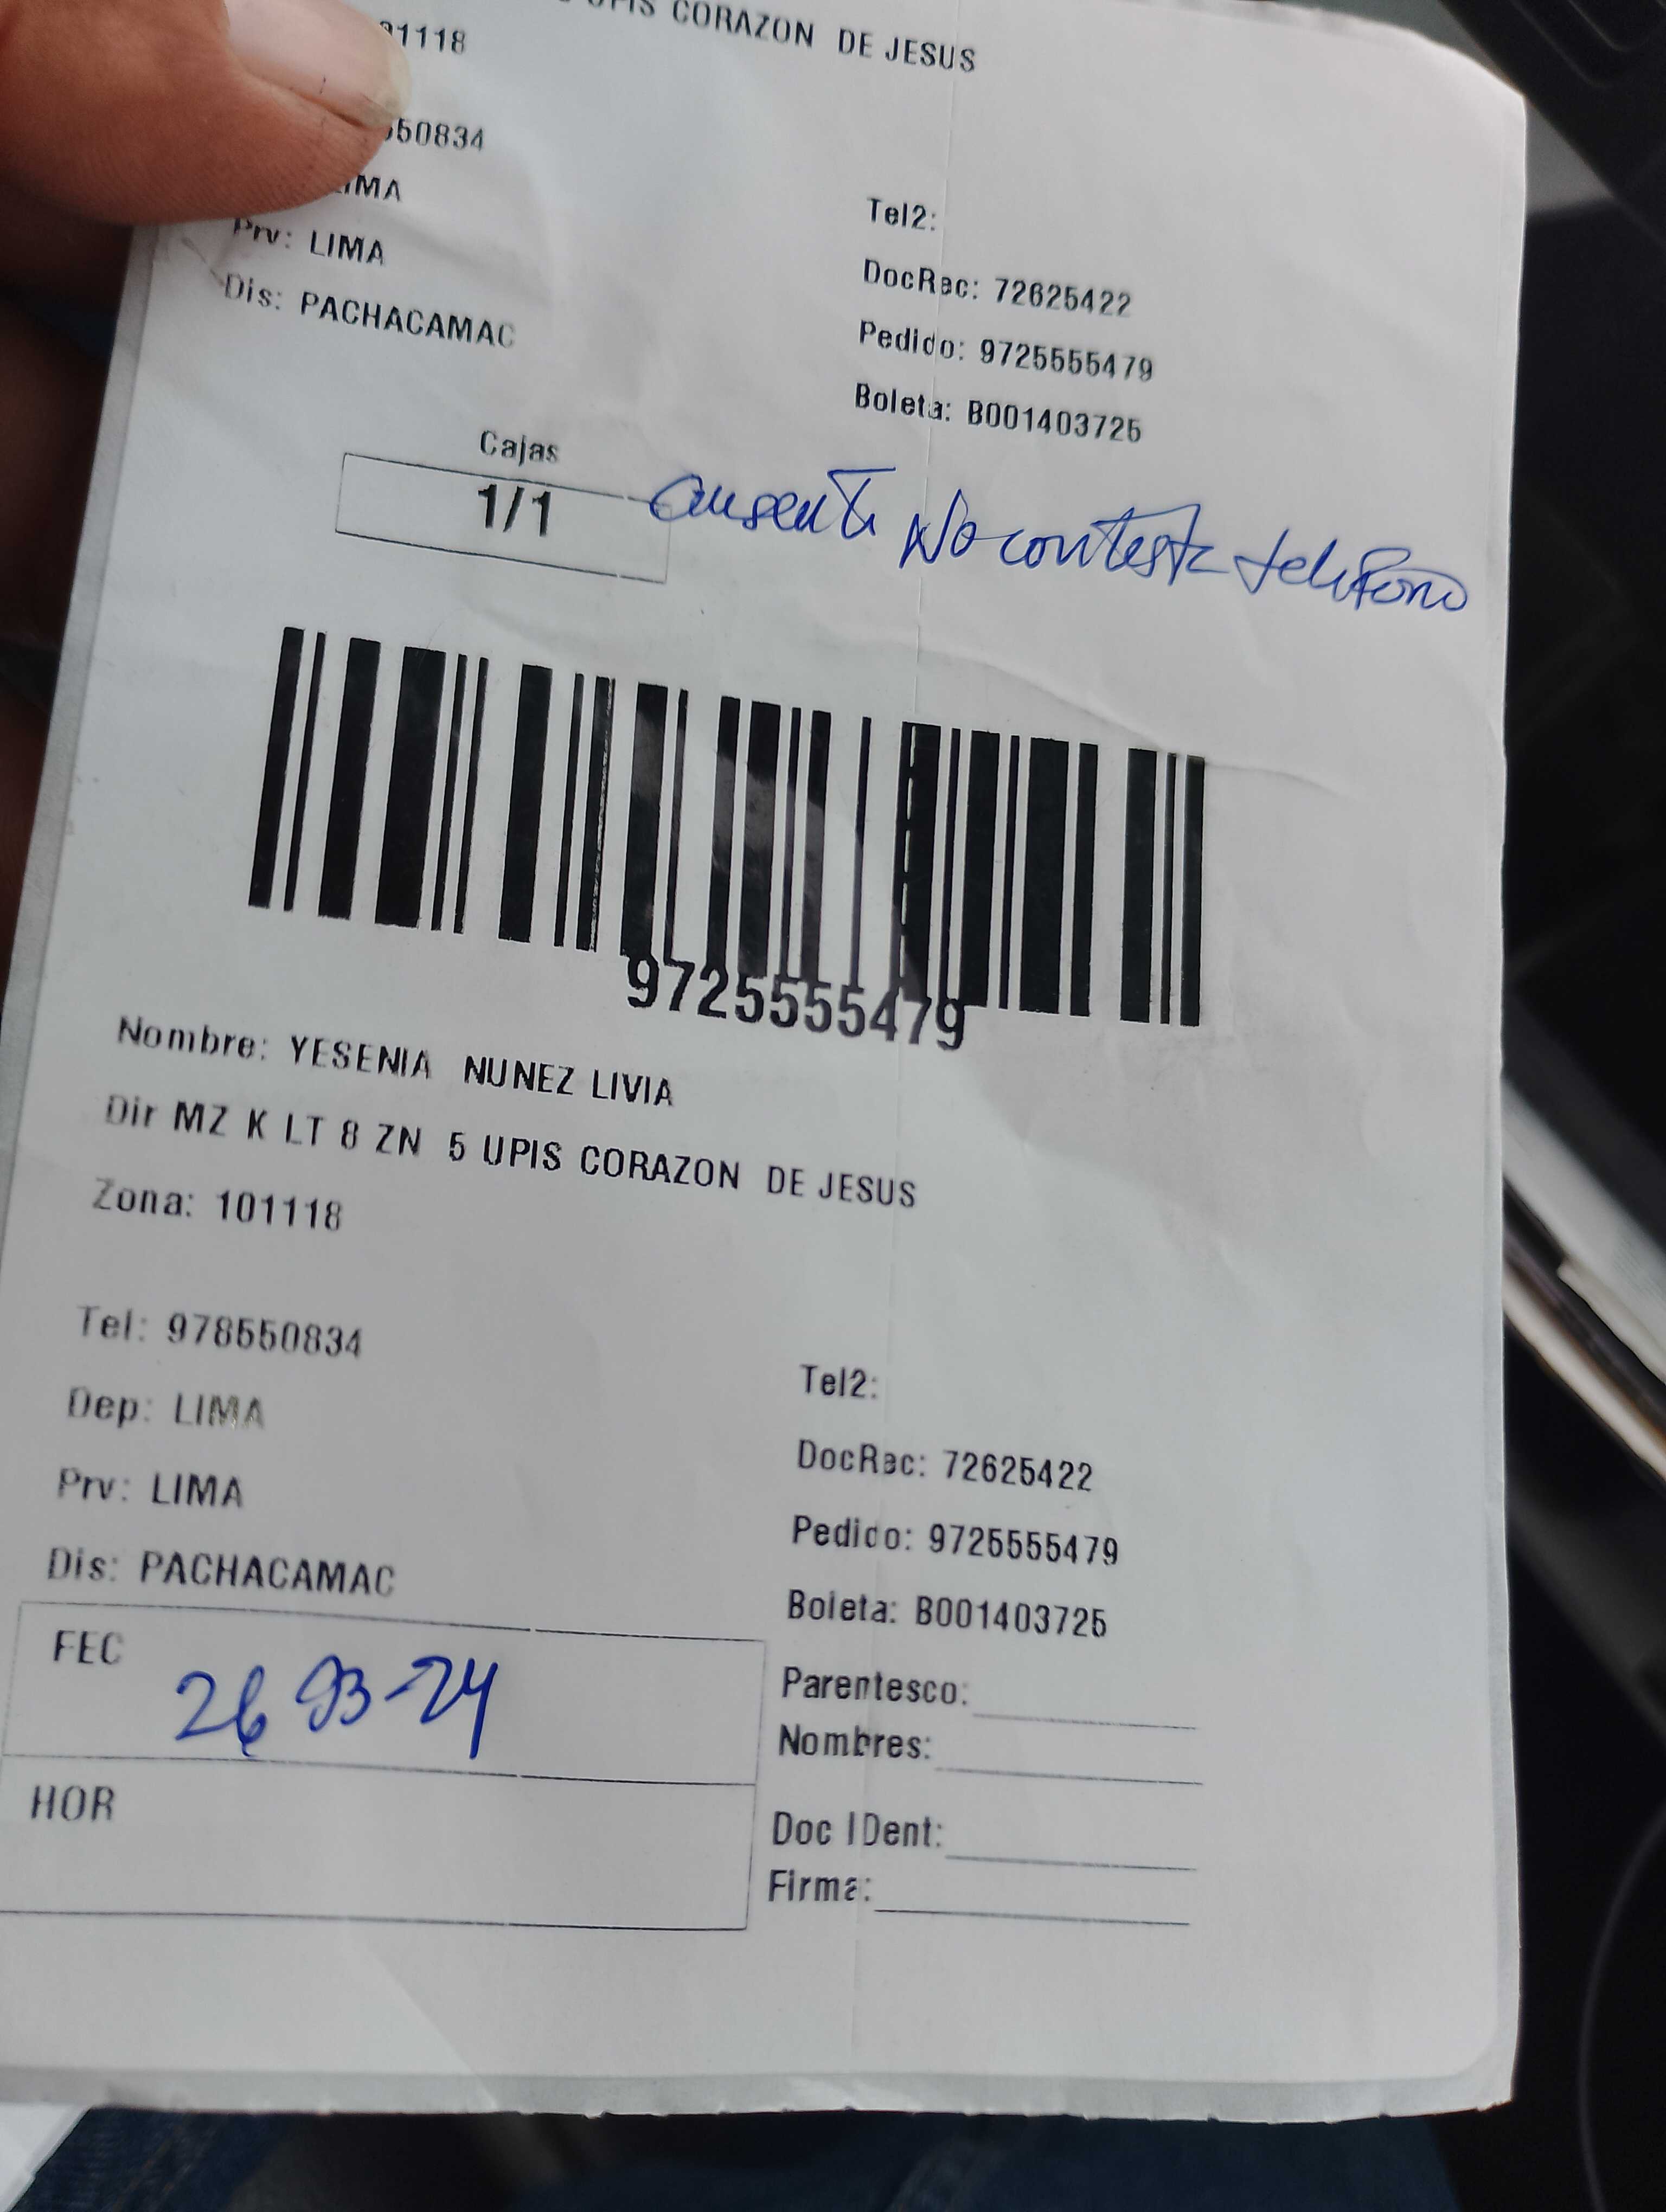 UPIS CORAZON DE JESUS
01118
50834
LIMA
Prv: LIMA
Dis: PACHACAMAC
Tel2:
DocRec: 72625422
Pedido: 9725555479
Boleta: B001403725
Cajas
1/1
ausente No contesta telefono
9725555479
Nombre: YESENIA NUNEZ LIVIA
Dir MZ K LT 8 ZN 5 UPIS CORAZON DE JESUS
Zona: 101118
Tel: 978550834
Dep: LIMA
Prv: LIMA
Dis: PACHACAMAC
Tel2:
DocRec: 72625422
Pedido: 9725555479
Boleta: B001403725
FEC 26 03-24
HOR
Parentesco:
Nombres:
Doc IDent:
Firma: